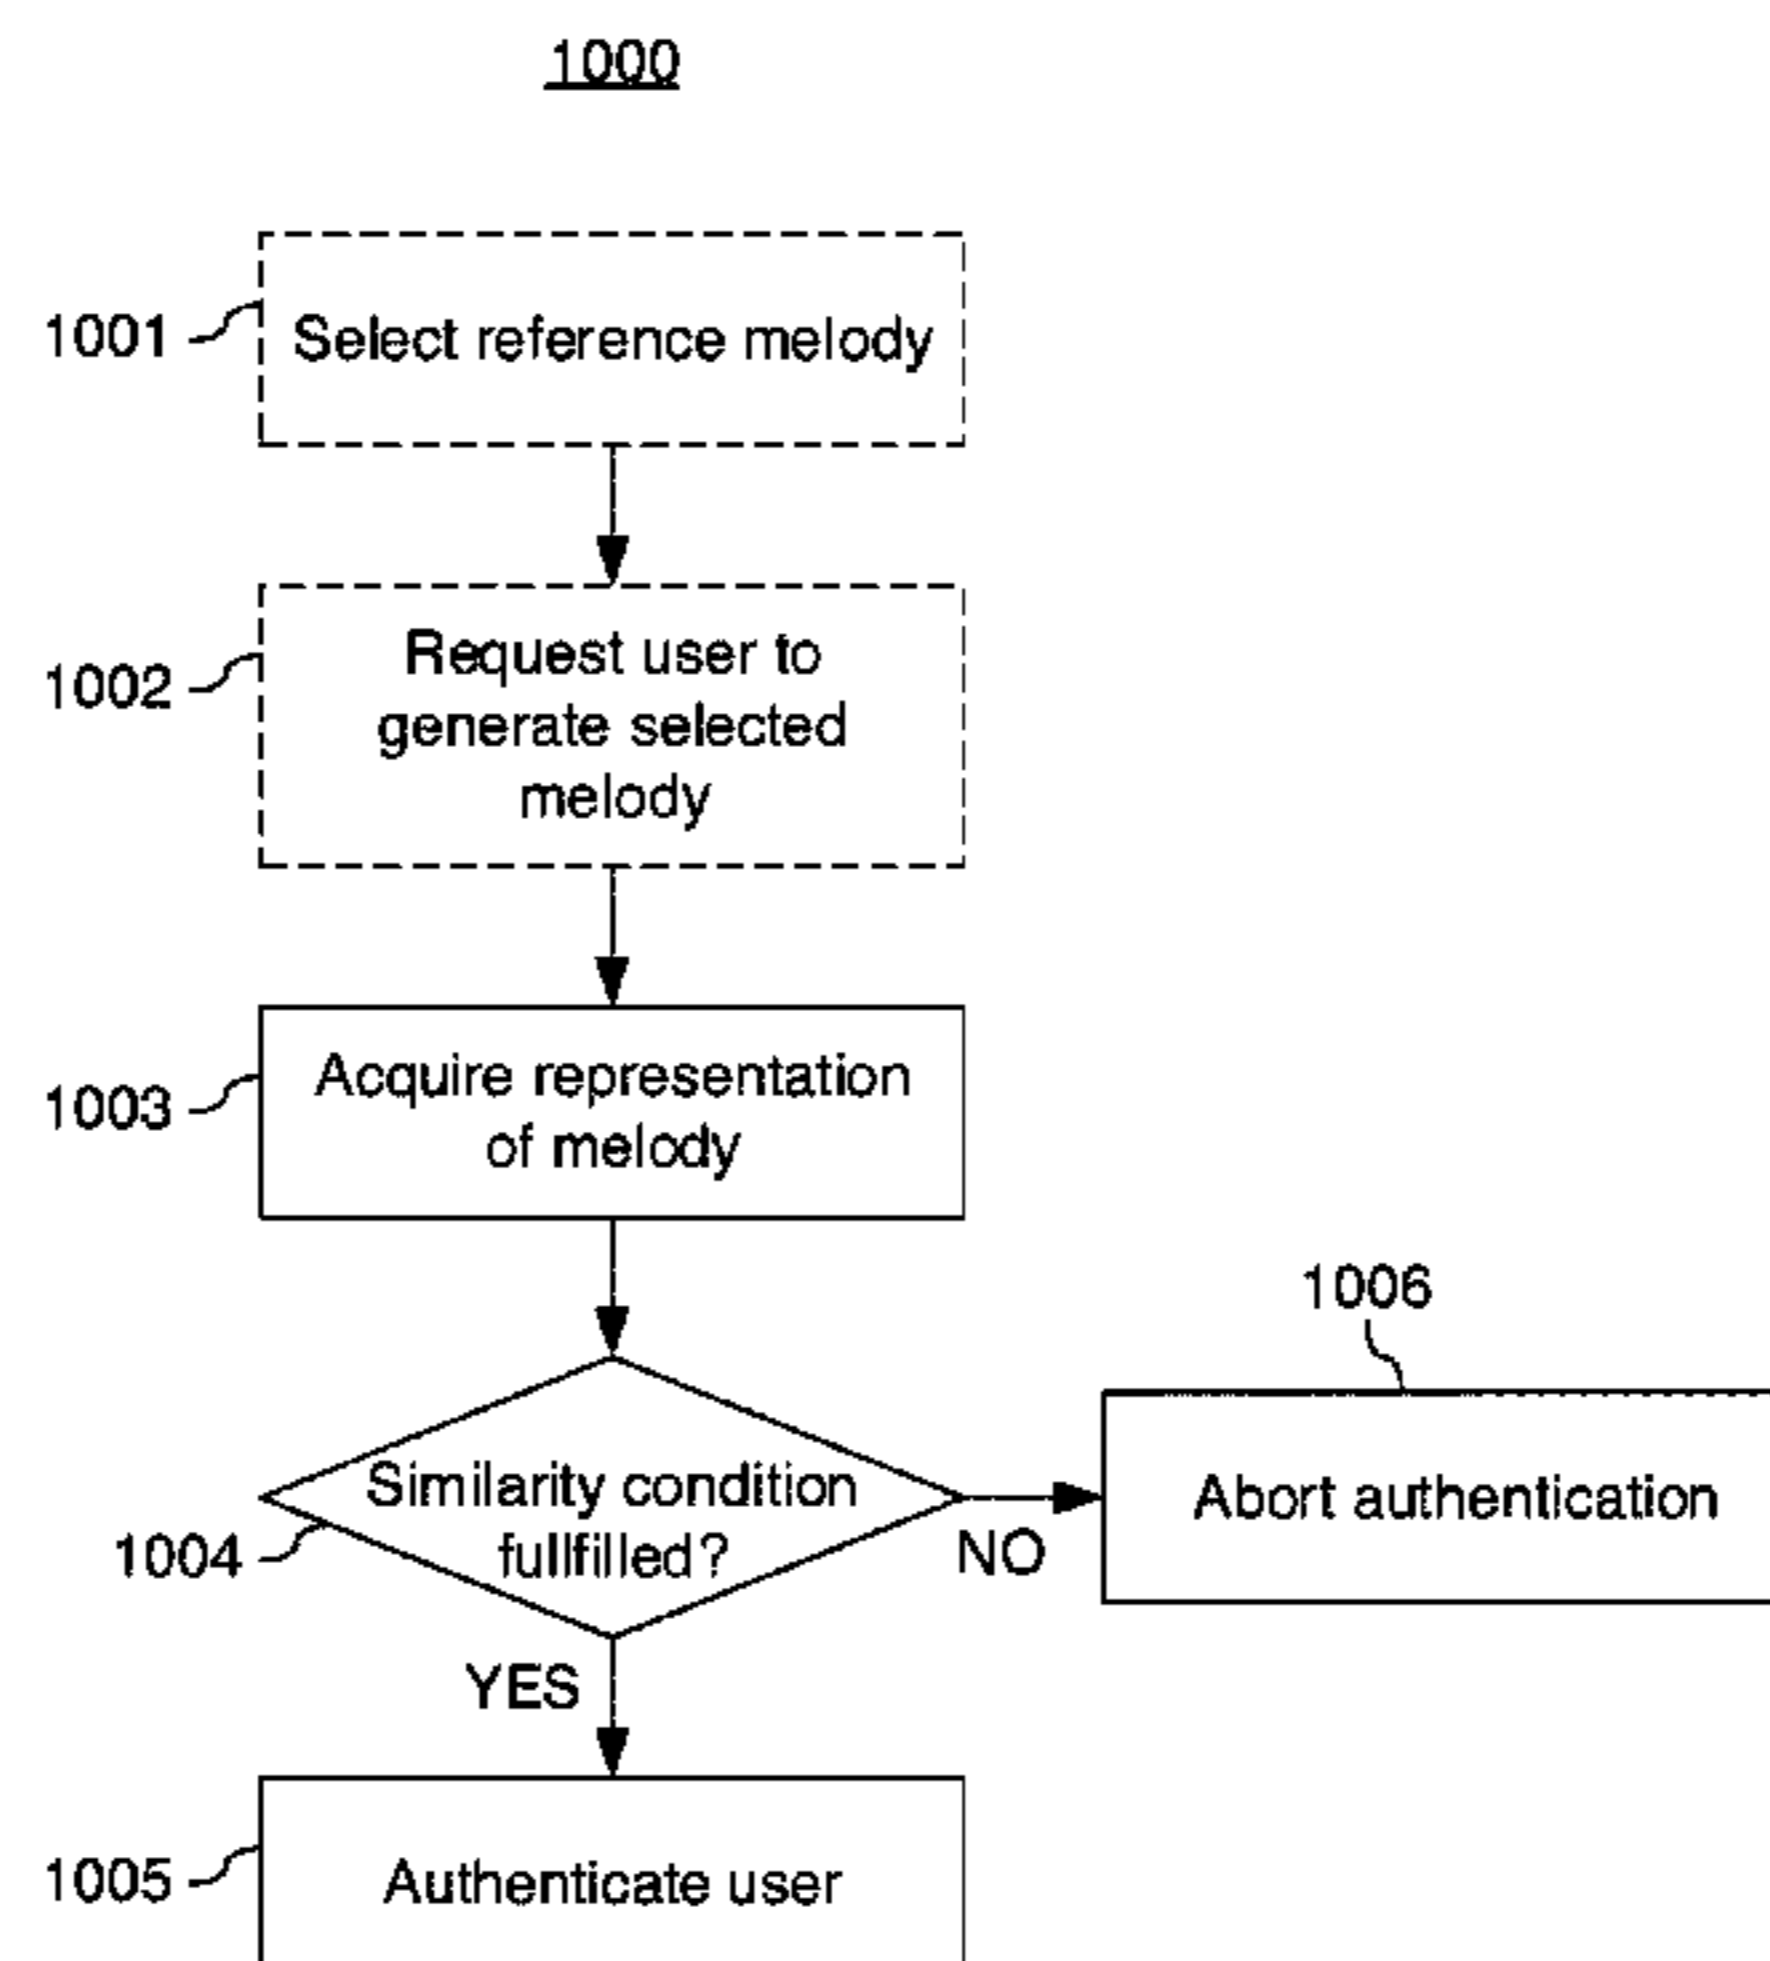 1000
1001
Select reference melody
1002
Request user to
generate selected
melody
1003
Acquire representation
of melody
1006
Similarity condition
fullfilled?
1004
NO
Abort authentication
YES
1005
Authenticate user